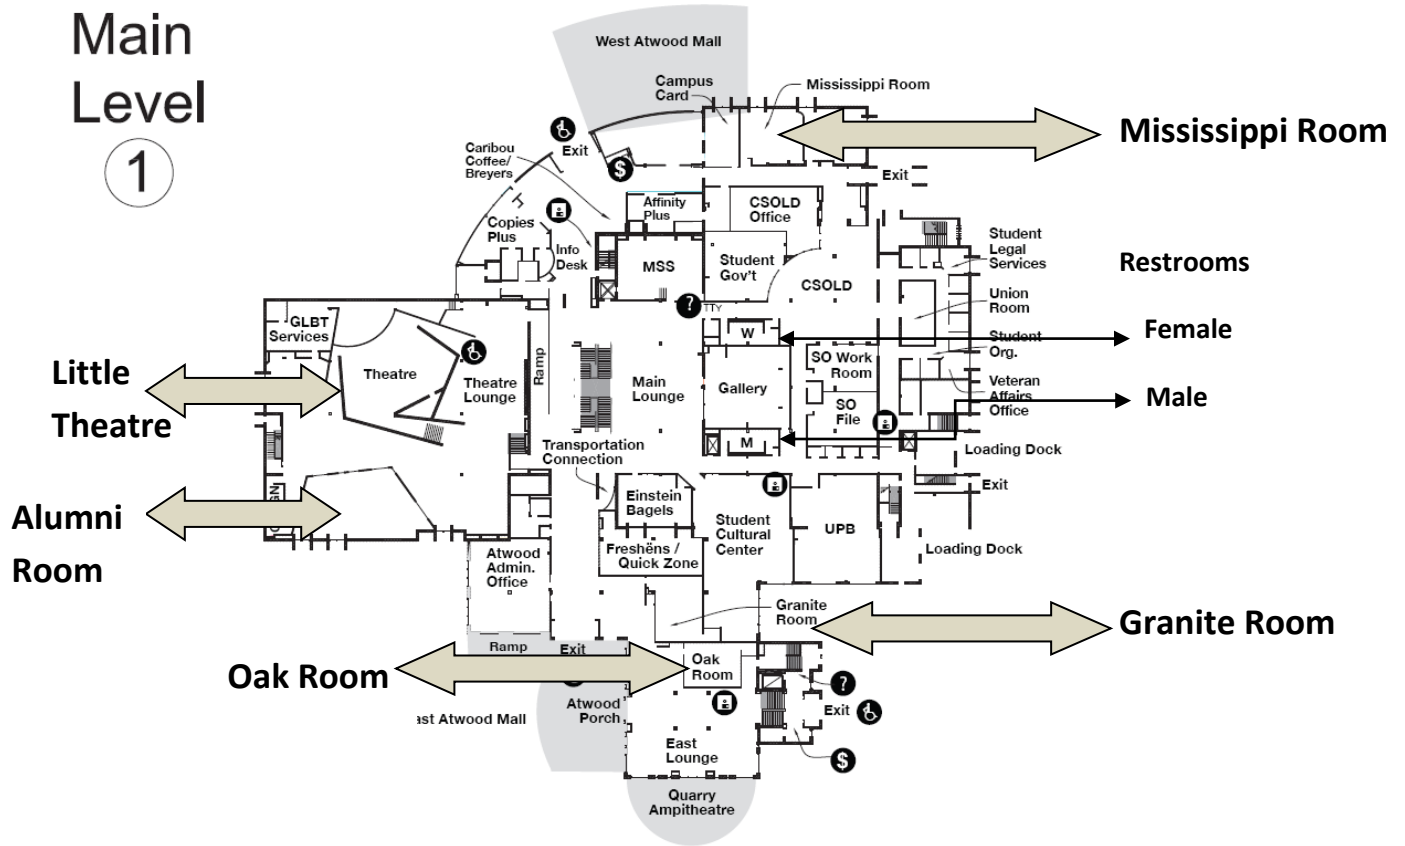 Main
Level
1
West Atwood Mall
Campus
Card
Mississippi Room
Mississippi Room
Exit
Caribou
Coffee/
Breyers
$
Exit
Affinity
Plus
CSOLD
Office
Copies
Plus
Info
Desk
MSS
Student
Gov't
CSOLD
Student
Legal
Services
Restrooms
Union
Room
?
TTY
W
Female
Student
Org.
GLBT
Services
Little
Theatre
Theatre
Theatre
Lounge
Ramp
Main
Lounge
Gallery
SO Work
Room
SO
File
Veteran
Affairs
Office
Male
M
Transportation
Connection
Loading Dock
Exit
Alumni
Room
Einstein
Bagels
Student
Cultural
Center
UPB
Freshëns /
Quick Zone
Loading Dock
Atwood
Admin.
Office
Granite
Room
Granite Room
Ramp
Exit
Oak Room
Oak
Room
?
Exit
Atwood
Porch
ast Atwood Mall
East
Lounge
$
Quarry
Ampitheatre